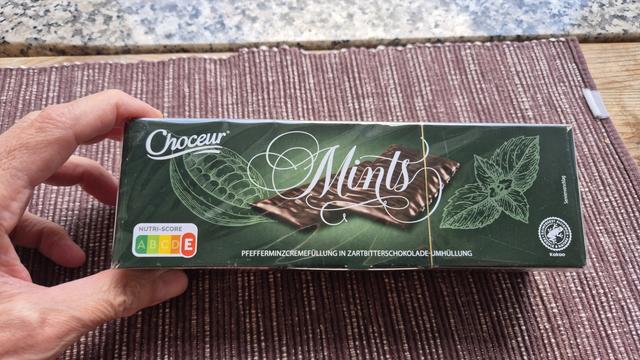 Choceur
Mints
NUTRI-SCORE
A B C D E
PFEFFERMINZCREMEFÜLLUNG IN ZARTBITTERSCHOKOLADE-UMHÜLLUNG
Kakao